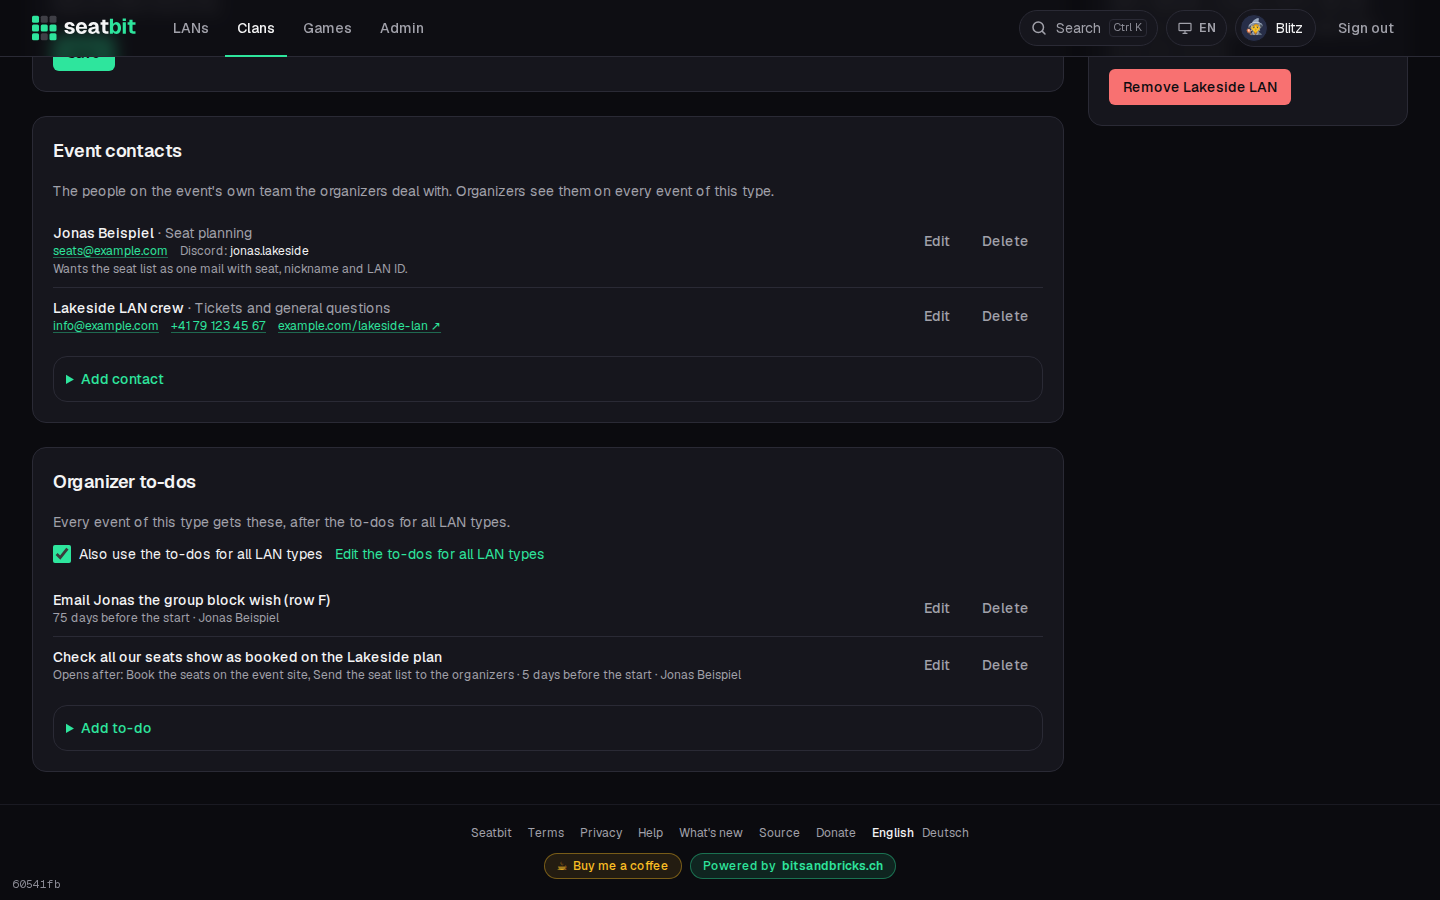 seatbit
LANs Clans Games Admin
Search Ctrl K EN Blitz Sign out
Remove Lakeside LAN
Event contacts
The people on the event's own team the organizers deal with. Organizers see them on every event of this type.
Jonas Beispiel · Seat planning
seats@example.com Discord: jonas.lakeside
Wants the seat list as one mail with seat, nickname and LAN ID.
Edit Delete
Lakeside LAN crew · Tickets and general questions
info@example.com +41 79 123 45 67 example.com/lakeside-lan ↗
Edit Delete
▶ Add contact
Organizer to-dos
Every event of this type gets these, after the to-dos for all LAN types.
Also use the to-dos for all LAN types Edit the to-dos for all LAN types
Email Jonas the group block wish (row F)
75 days before the start · Jonas Beispiel
Edit Delete
Check all our seats show as booked on the Lakeside plan
Opens after: Book the seats on the event site, Send the seat list to the organizers · 5 days before the start · Jonas Beispiel
Edit Delete
▶ Add to-do
Seatbit Terms Privacy Help What's new Source Donate English Deutsch
Buy me a coffee Powered by bitsandbricks.ch
60541fb